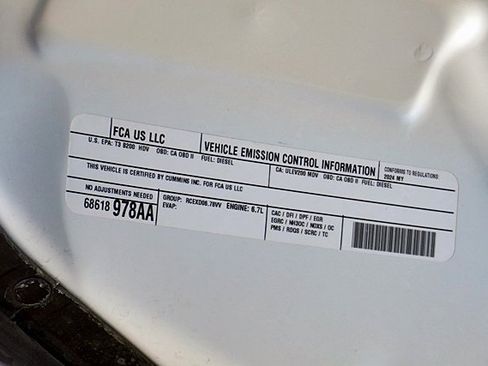 FCA US LLC
VEHICLE EMISSION CONTROL INFORMATION
CONFORMS TO REGULATIONS
2024 MY
U.S. EPA: T3 B200 HDV OBD: CA OBD II FUEL: DIESEL
CA: ULEV200 MDV OBD: CA OBD II FUEL: DIESEL
THIS VEHICLE IS CERTIFIED BY CUMMINS INC. FOR FCA US LLC
NO ADJUSTMENTS NEEDED
68618 978AA
GROUP: RCEXD06.78VV ENGINE: 6.7L
EVAP:
CAC / DFI / DPF / EGR
EGRC / NH3OC / NOXS / OC
PMS / RDQS / SCRC / TC